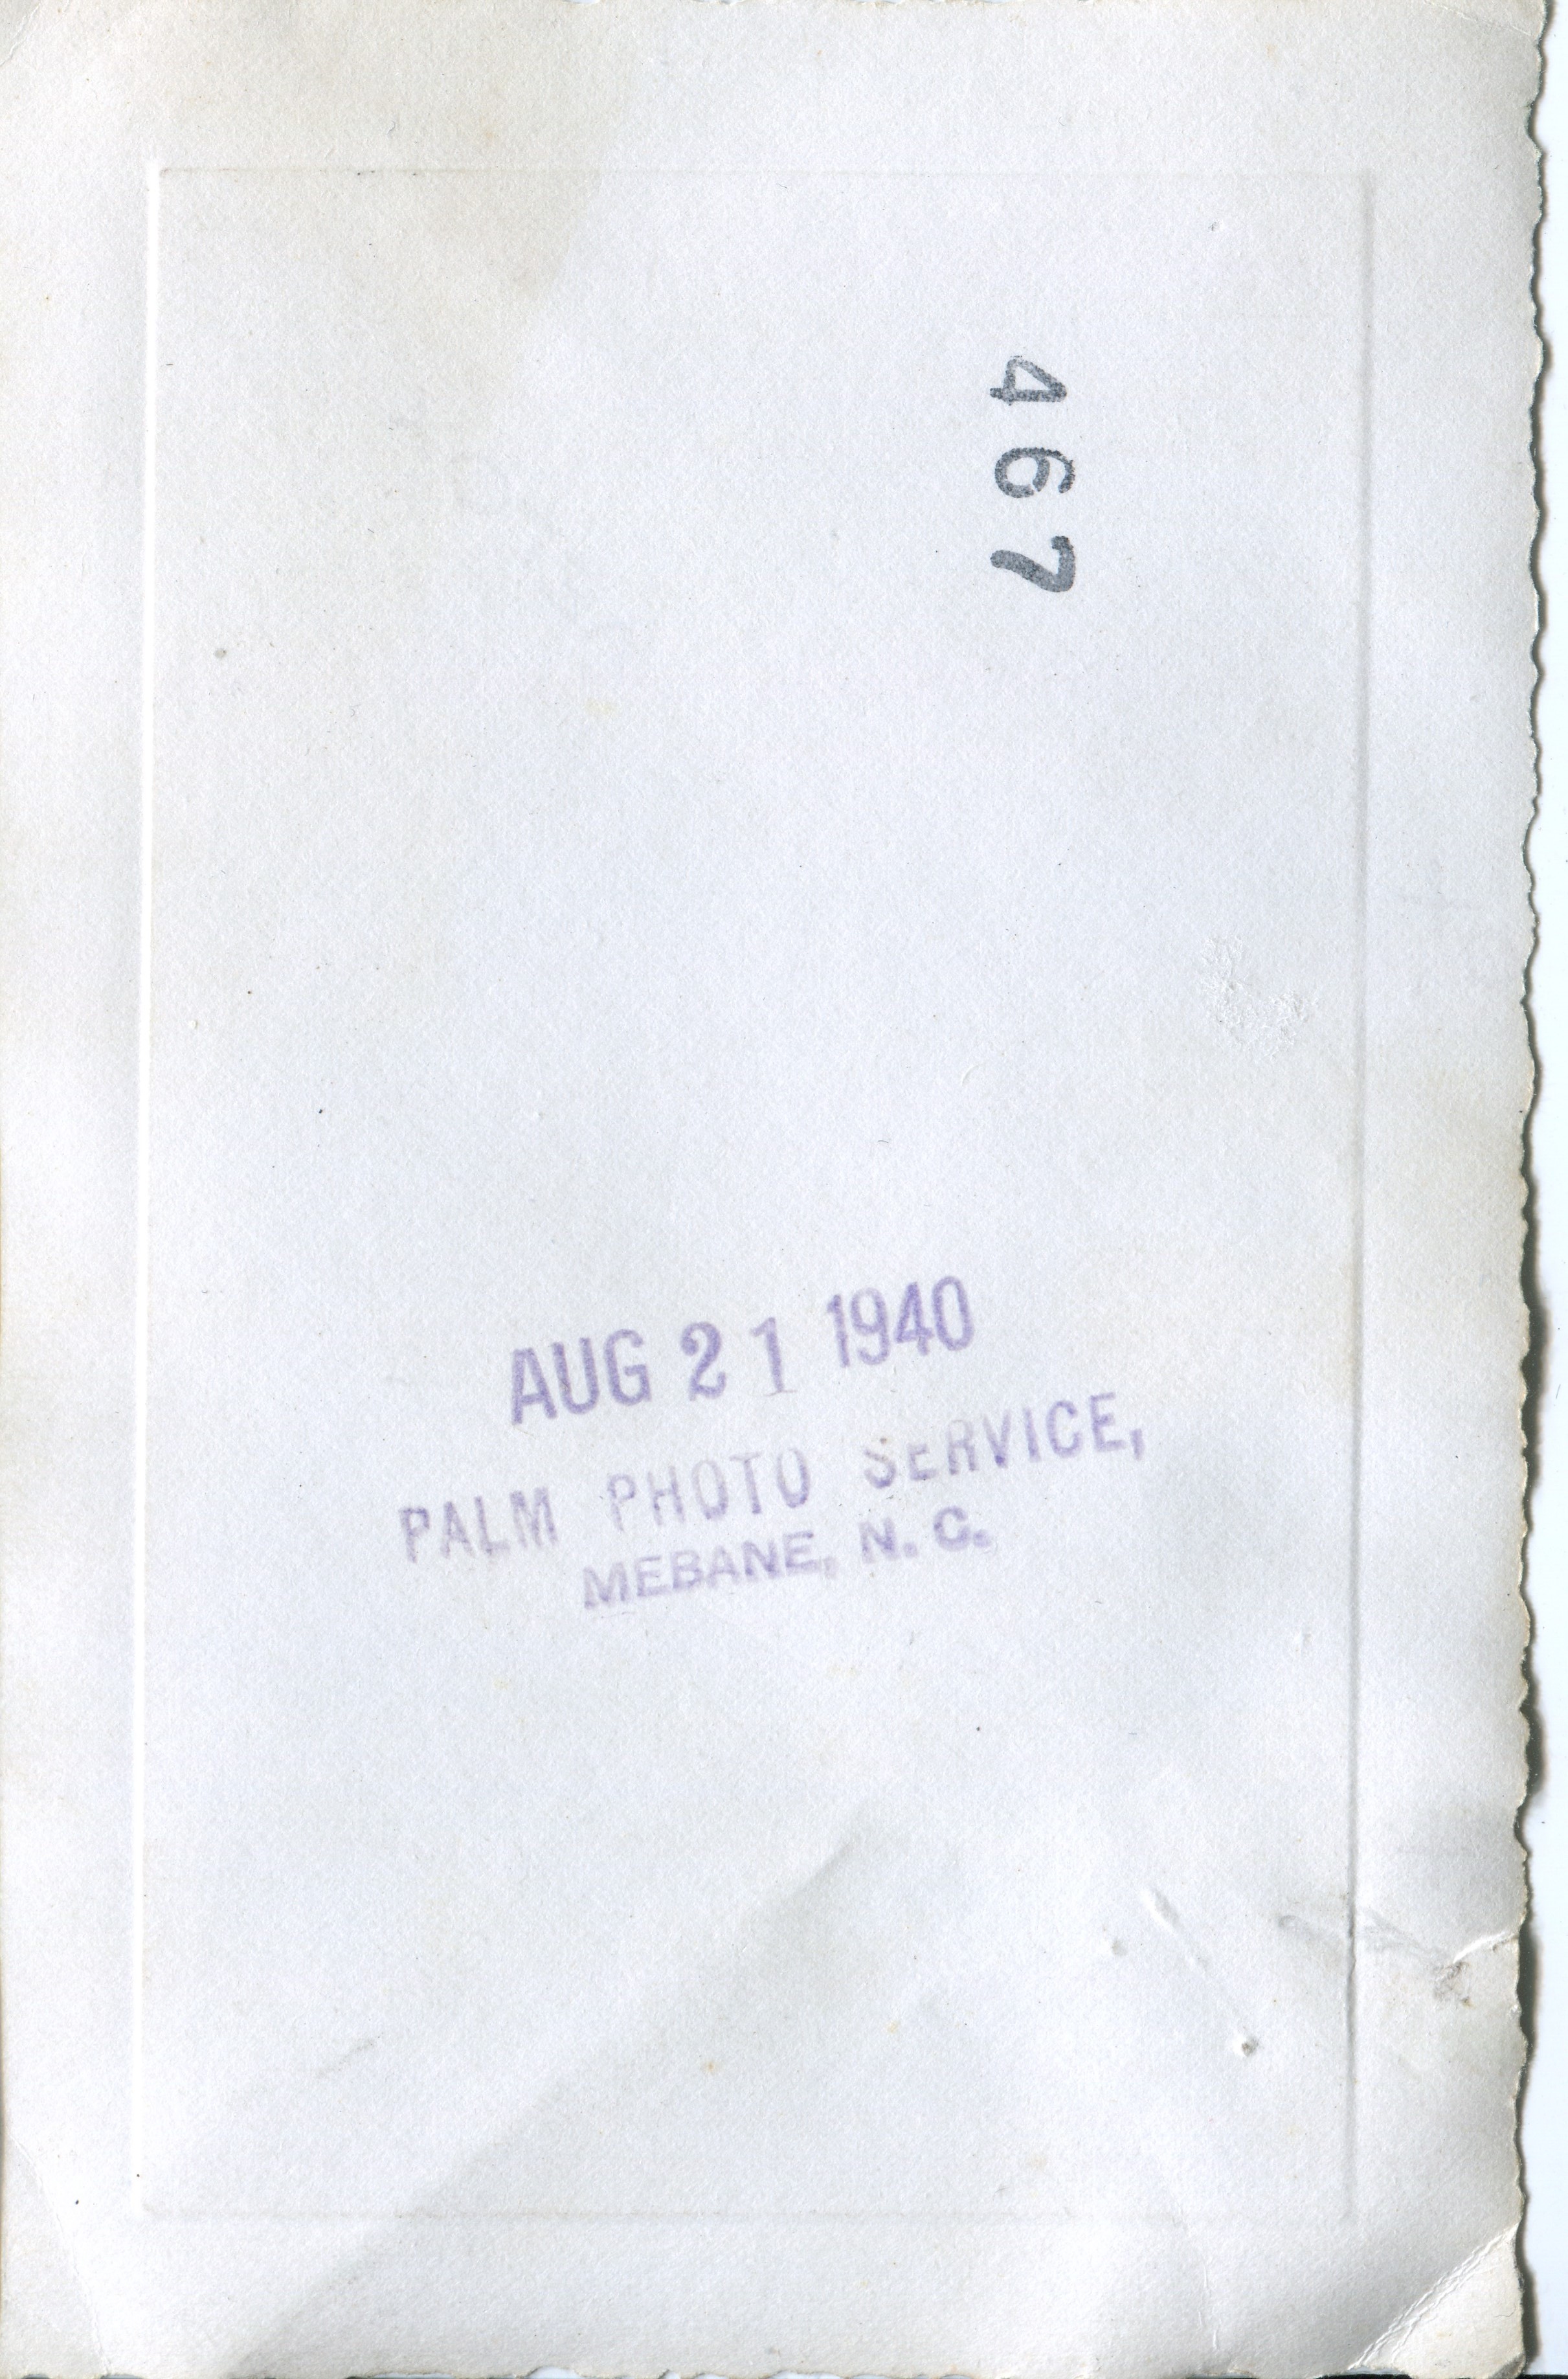 467
AUG 21 1940
PALM PHOTO SERVICE,
MEBANE, N. C.